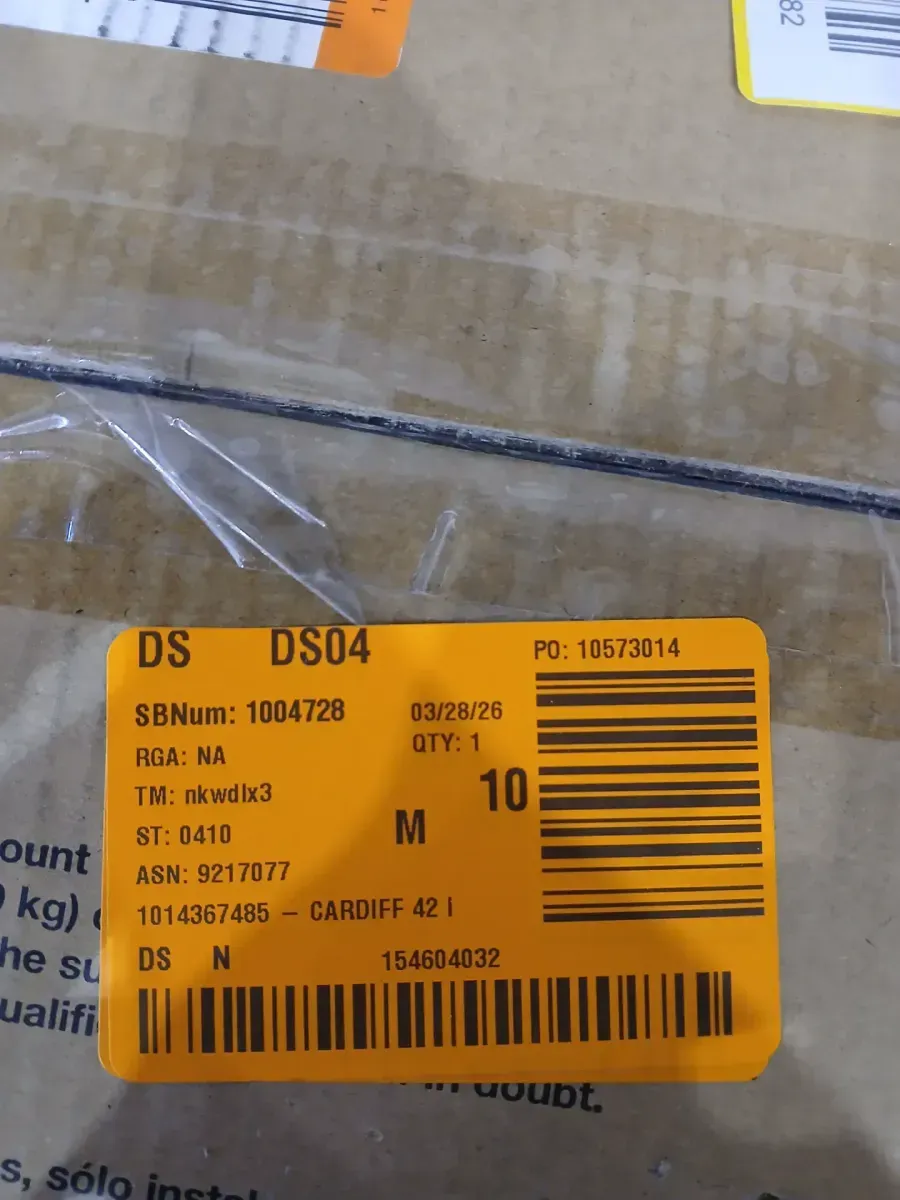 82
DS DS04 PO: 10573014
SBNum: 1004728 03/28/26
RGA: NA QTY: 1
TM: nkwdlx3 10
ST: 0410 M
ASN: 9217077
1014367485 – CARDIFF 42 I
DS N 154604032
ount
kg)
he su
ualifi
in doubt.
s, sólo instal